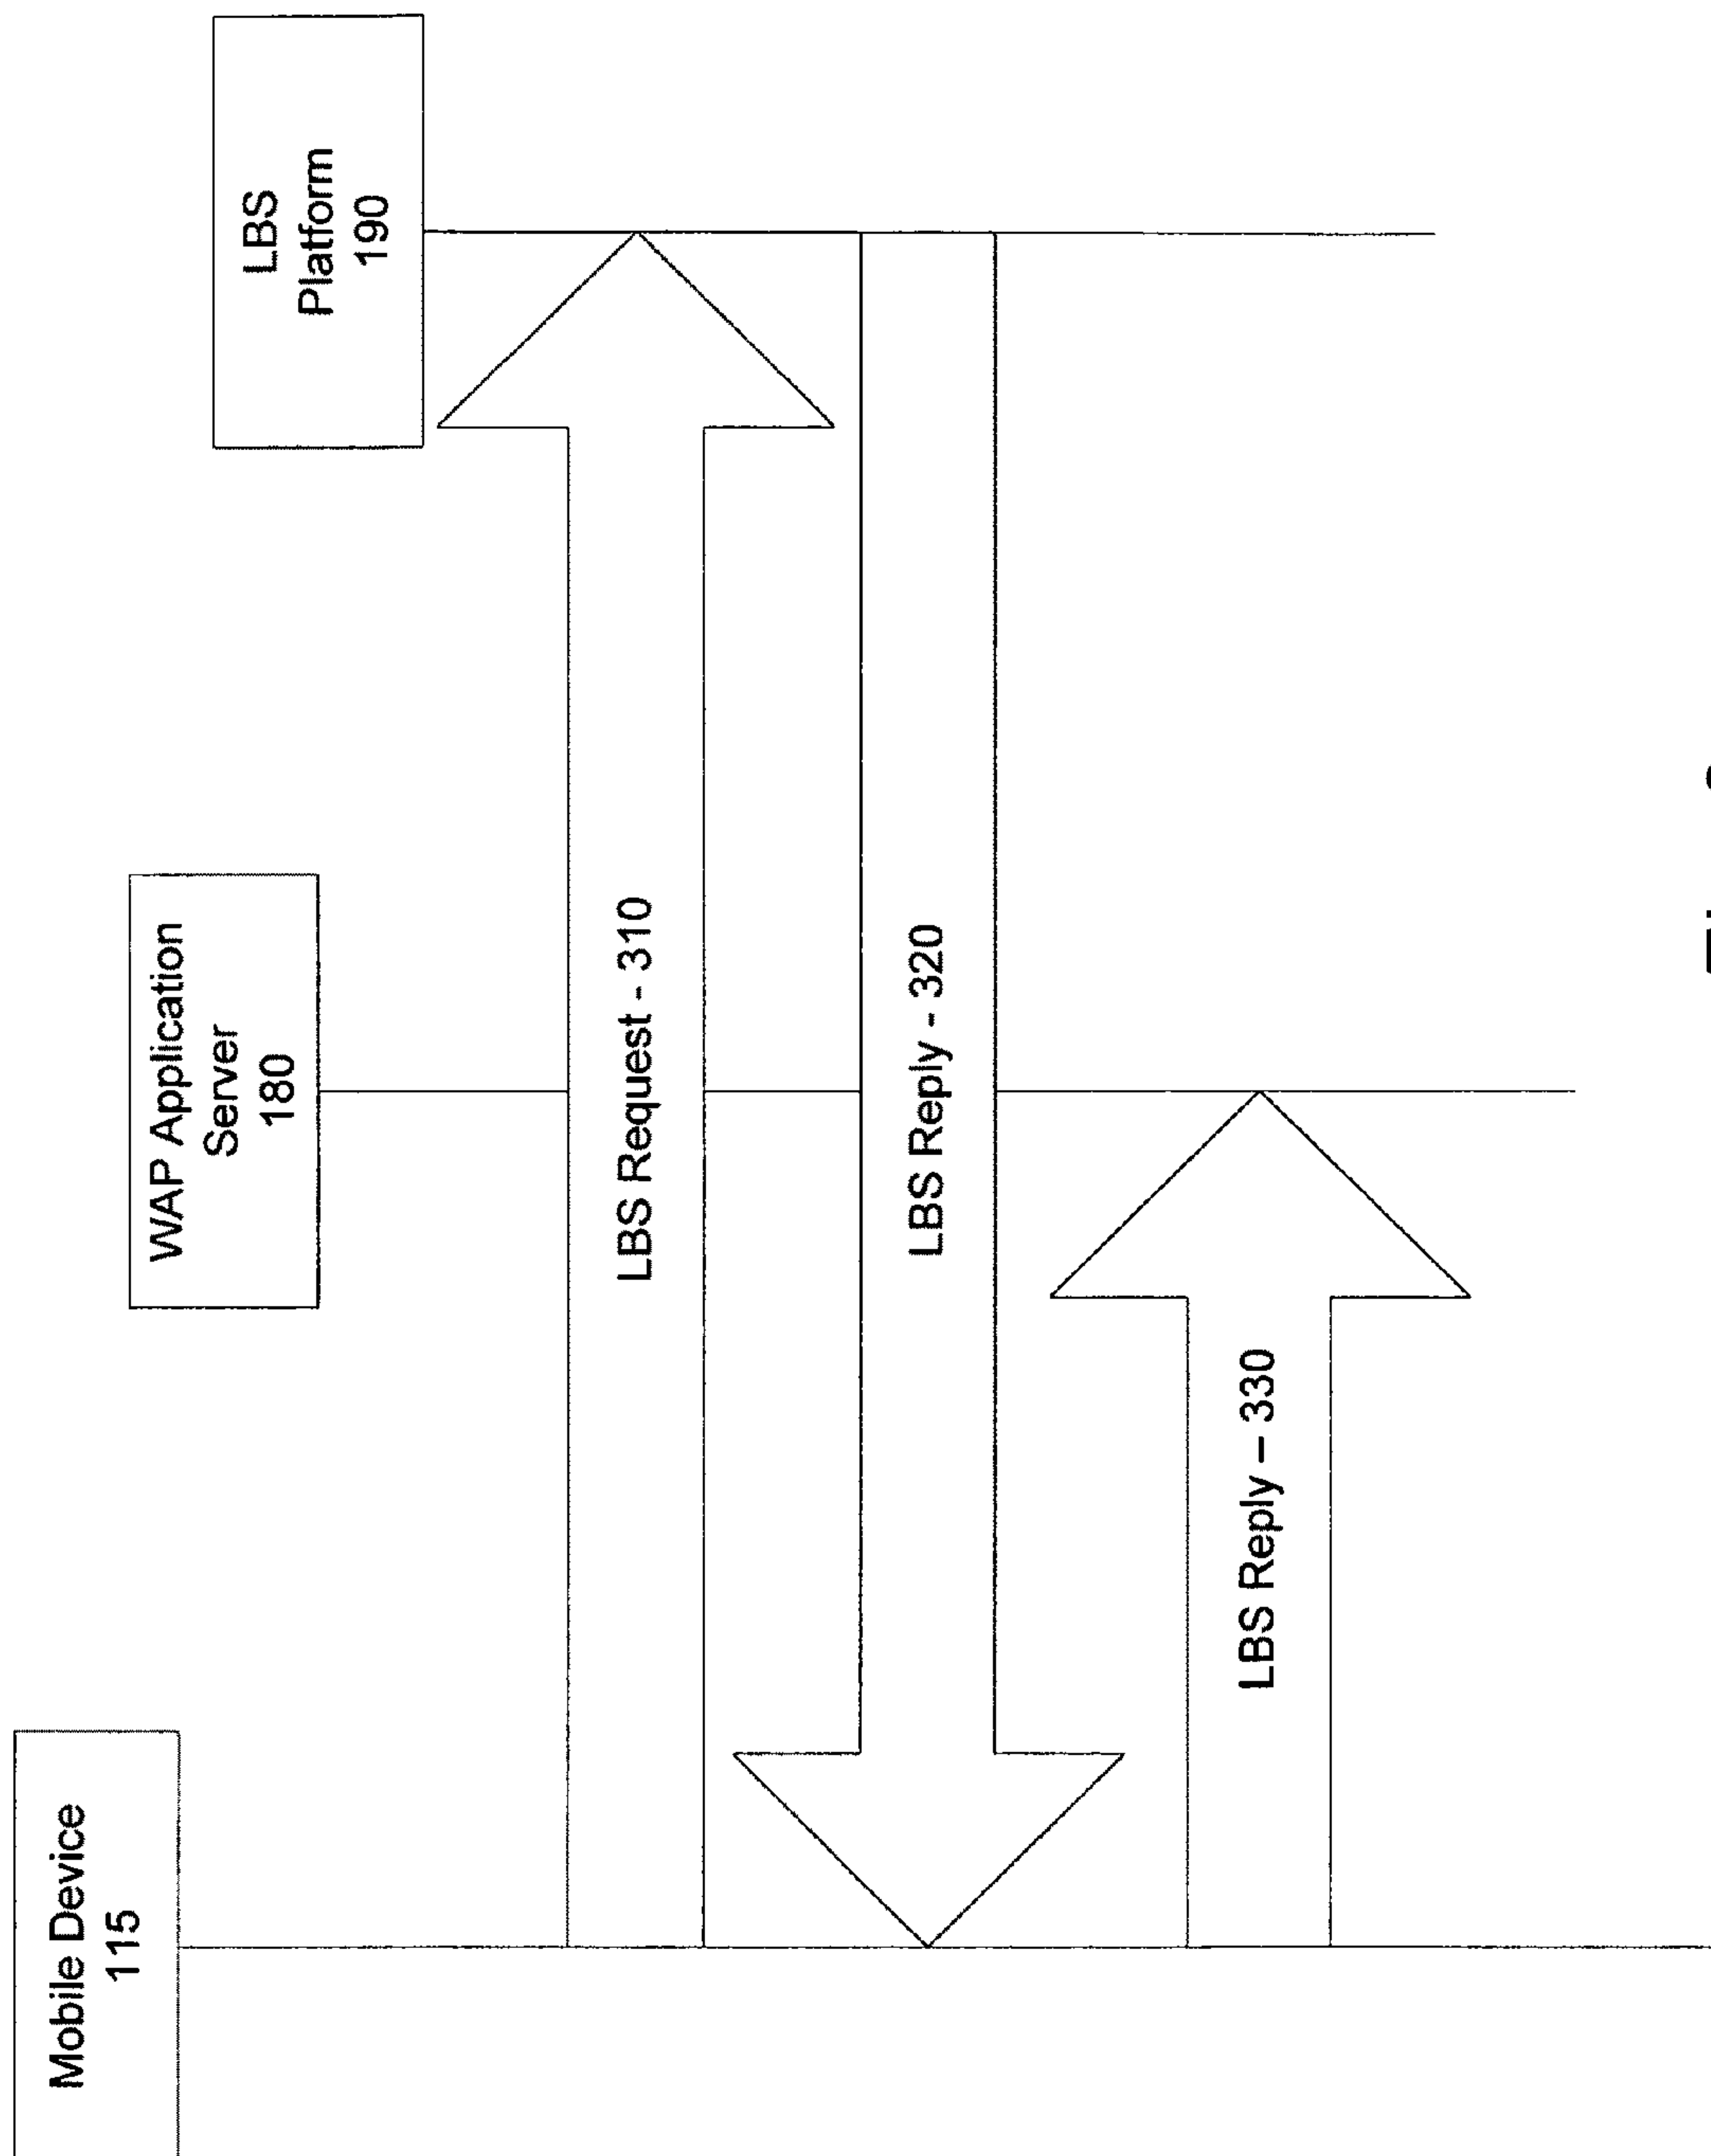 Mobile Device
115
WAP Application
Server
180
LBS
Platform
190
LBS Request - 310
LBS Reply - 320
LBS Reply – 330